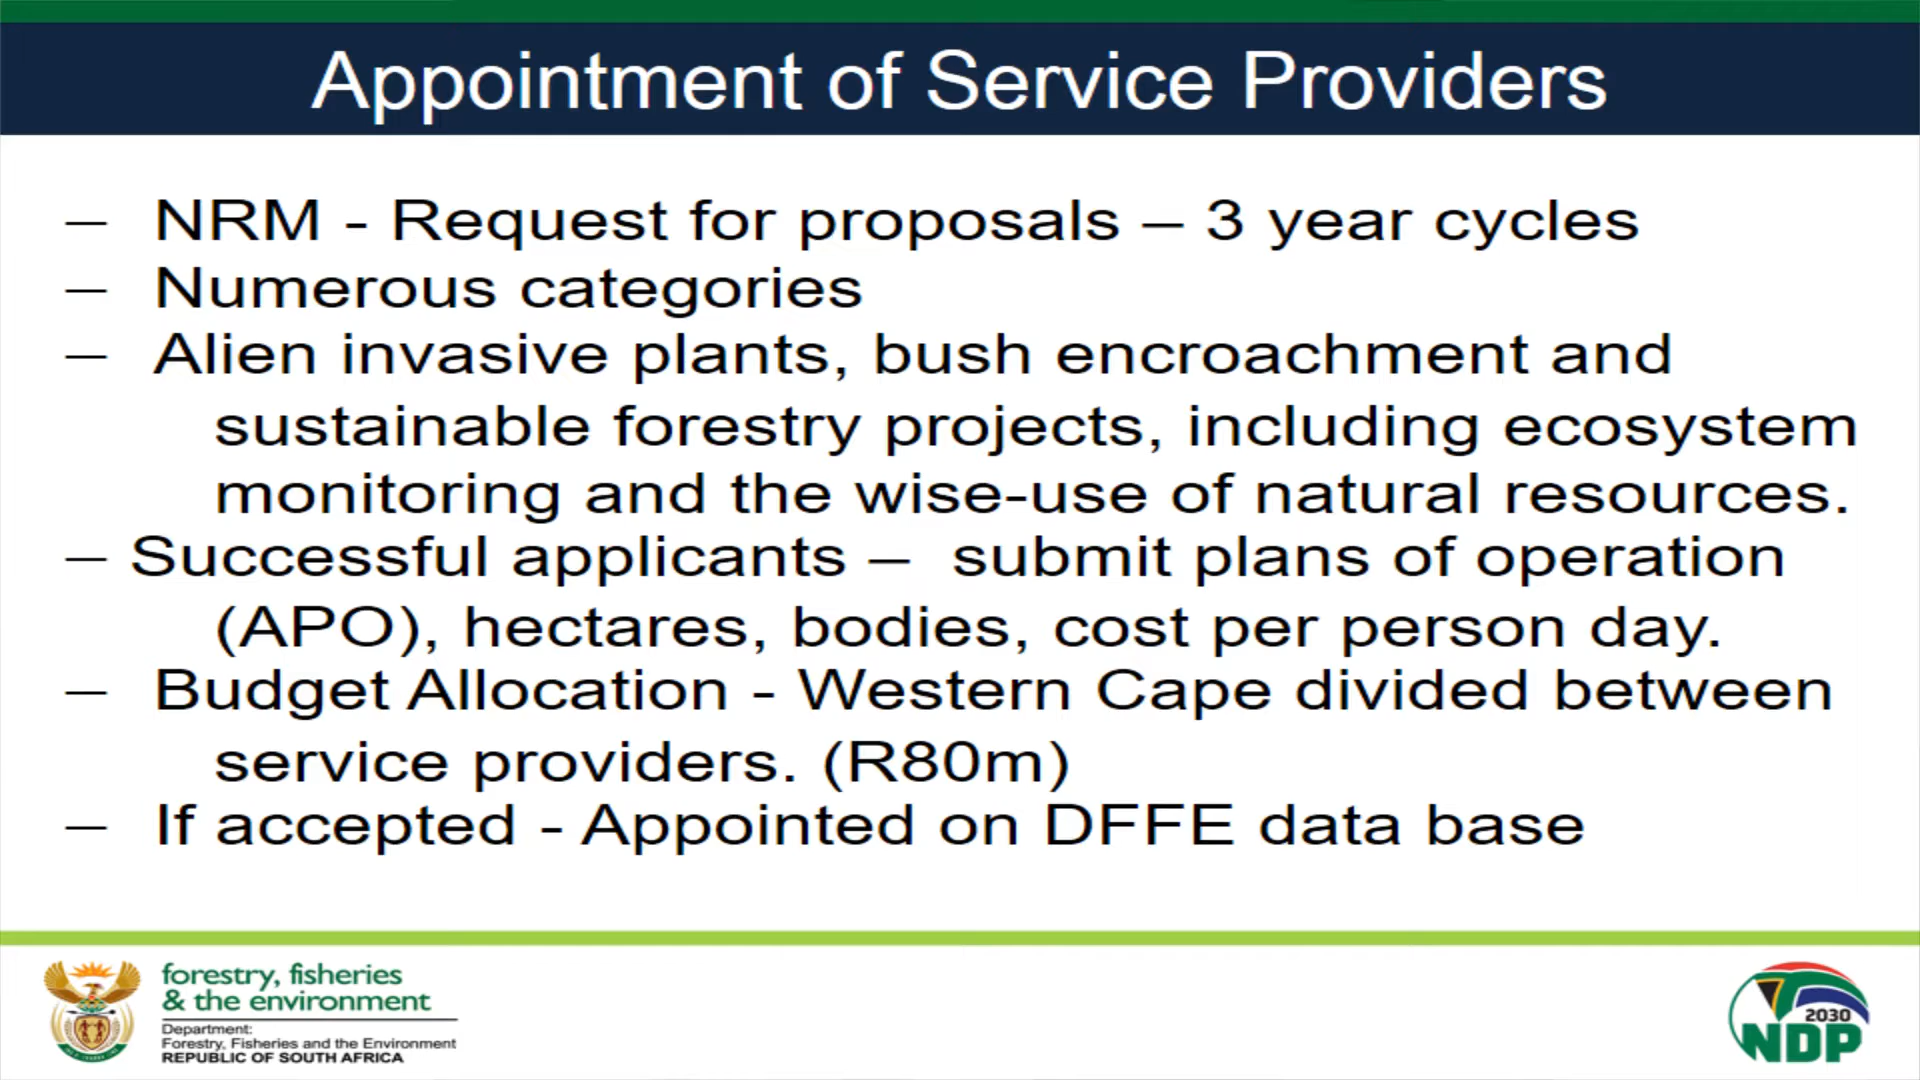 Appointment of Service Providers
– NRM - Request for proposals – 3 year cycles
– Numerous categories
– Alien invasive plants, bush encroachment and
sustainable forestry projects, including ecosystem
monitoring and the wise-use of natural resources.
– Successful applicants – submit plans of operation
(APO), hectares, bodies, cost per person day.
– Budget Allocation - Western Cape divided between
service providers. (R80m)
– If accepted - Appointed on DFFE data base
forestry, fisheries
& the environment
Department:
Forestry, Fisheries and the Environment
REPUBLIC OF SOUTH AFRICA
2030
NDP